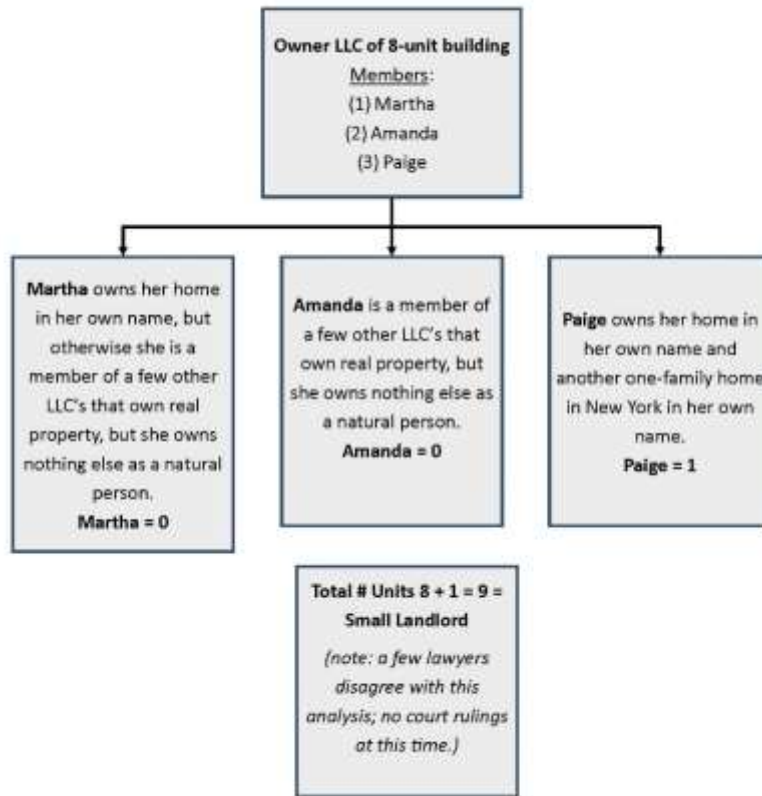 Owner LLC of 8-unit building
Members:
(1) Martha
(2) Amanda
(3) Paige
Martha owns her home
in her own name, but
otherwise she is a
member of a few other
LLC's that own real
property, but she owns
nothing else as a natural
person.
Martha = 0
Amanda is a member of
a few other LLC's that
own real property, but
she owns nothing else as
a natural person.
Amanda = 0
Paige owns her home in
her own name and
another one-family home
in New York in her own
name.
Paige = 1
Total # Units 8 + 1 = 9 =
Small Landlord
(note: a few lawyers
disagree with this
analysis; no court rulings
at this time.)